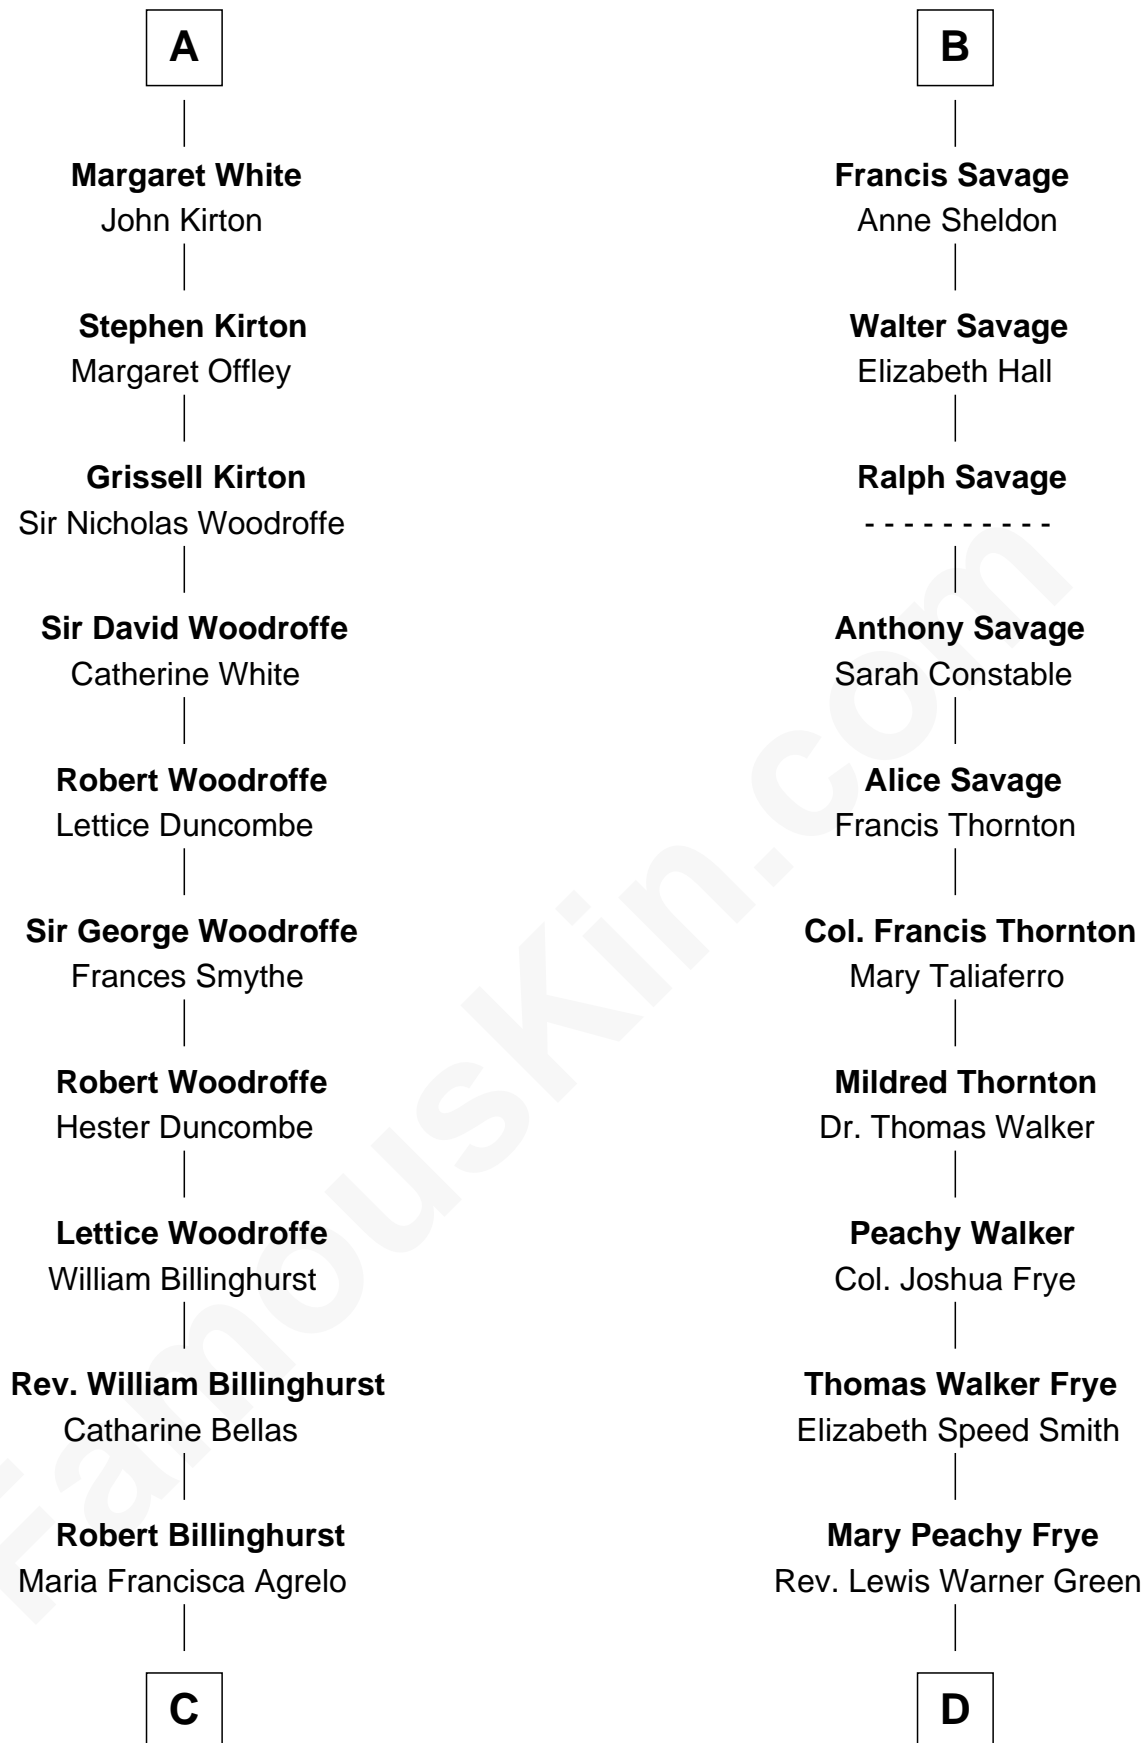 A
Margaret White
John Kirton
Stephen Kirton
Margaret Offley
Grissell Kirton
Sir Nicholas Woodroffe
Sir David Woodroffe
Catherine White
Robert Woodroffe
Lettice Duncombe
Sir George Woodroffe
Frances Smythe
Robert Woodroffe
Hester Duncombe
Lettice Woodroffe
William Billinghurst
Rev. William Billinghurst
Catharine Bellas
Robert Billinghurst
Maria Francisca Agrelo
C
B
Francis Savage
Anne Sheldon
Walter Savage
Elizabeth Hall
Ralph Savage
- - - - - - - - - -
Anthony Savage
Sarah Constable
Alice Savage
Francis Thornton
Col. Francis Thornton
Mary Taliaferro
Mildred Thornton
Dr. Thomas Walker
Peachy Walker
Col. Joshua Frye
Thomas Walker Frye
Elizabeth Speed Smith
Mary Peachy Frye
Rev. Lewis Warner Green
D
FamousKin.com